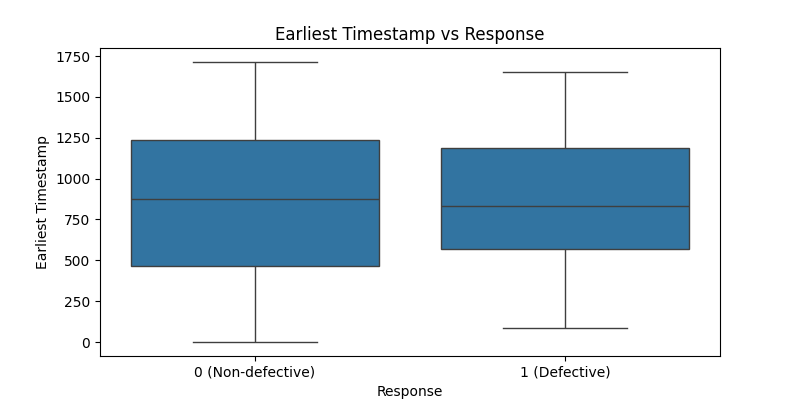 Earliest Timestamp vs Response
Earliest Timestamp
1750
1500
1250
1000
750
500
250
0
0 (Non-defective)
1 (Defective)
Response